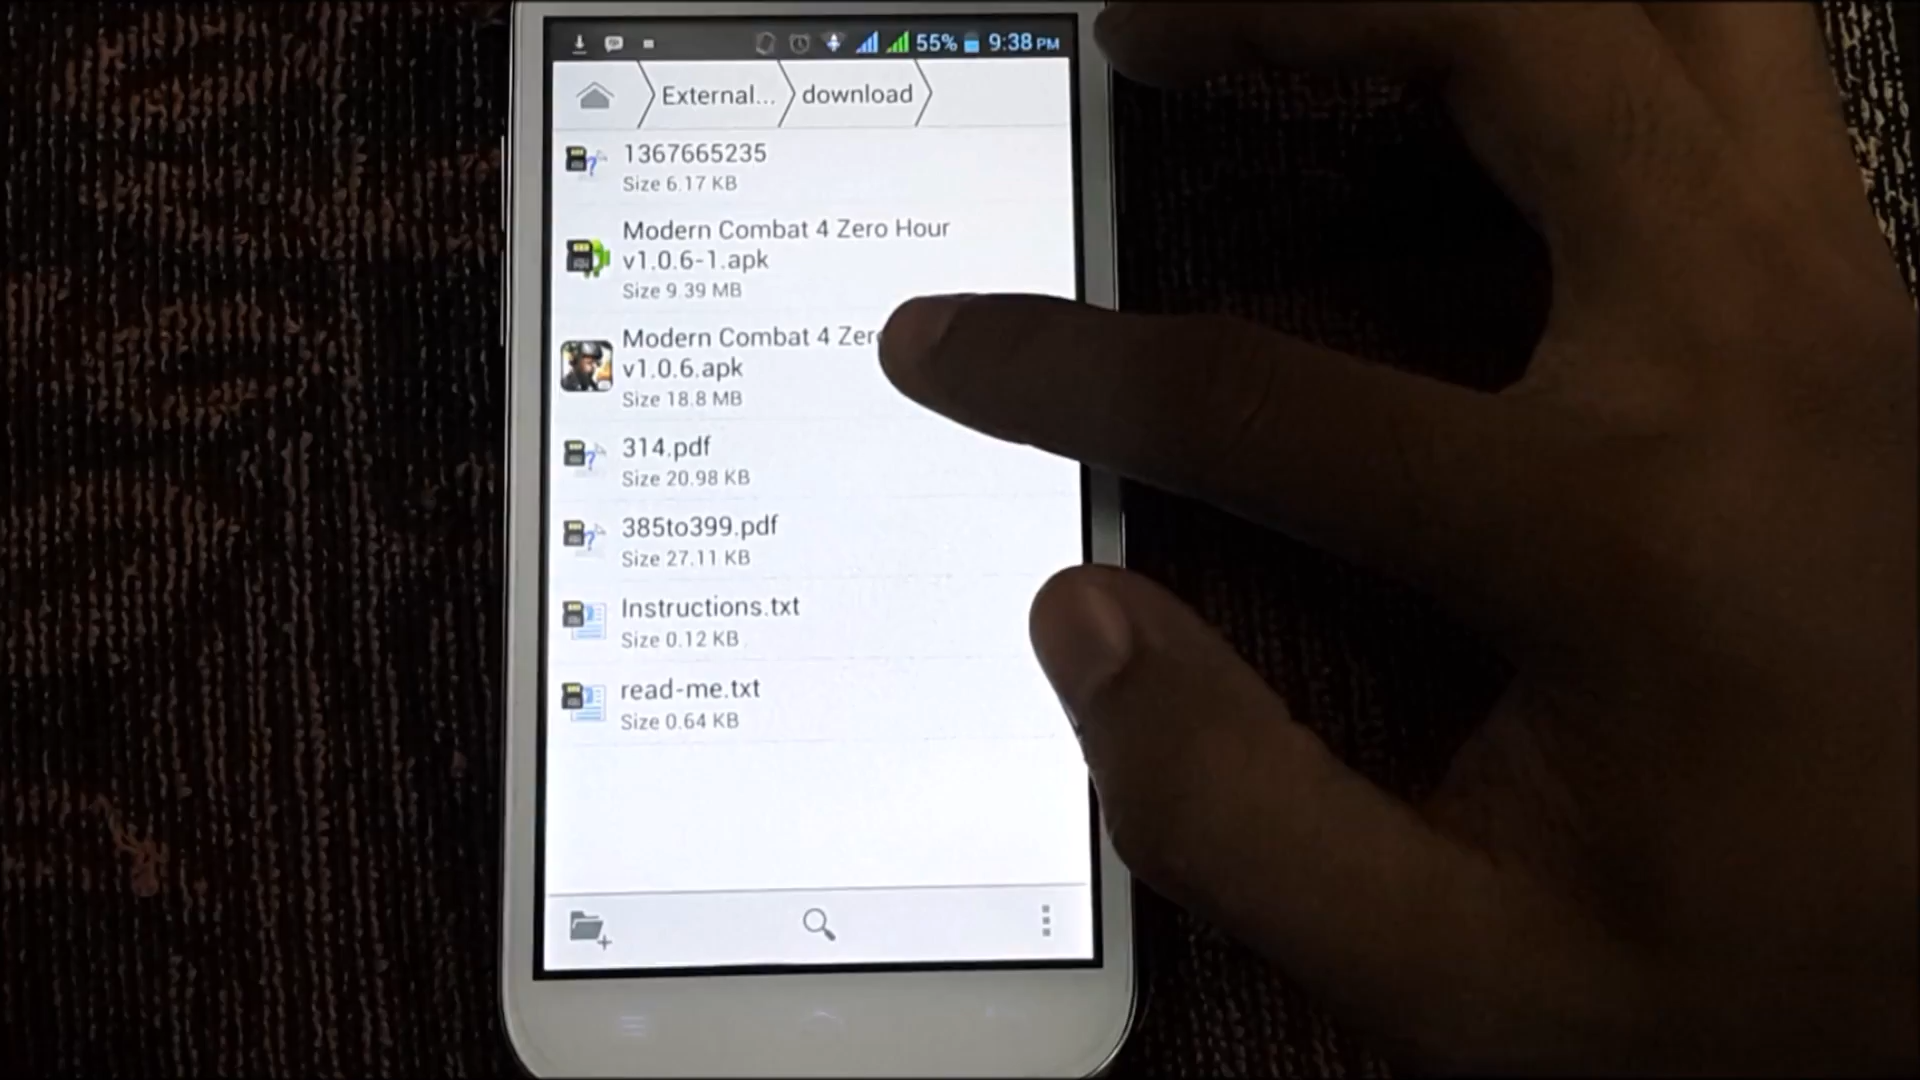 55% 9:38 PM
External... download
1367665235
Size 6.17 KB
Modern Combat 4 Zero Hour
v1.0.6-1.apk
Size 9.39 MB
Modern Combat 4 Zer
v1.0.6.apk
Size 18.8 MB
314.pdf
Size 20.98 KB
385to399.pdf
Size 27.11 KB
Instructions.txt
Size 0.12 KB
read-me.txt
Size 0.64 KB